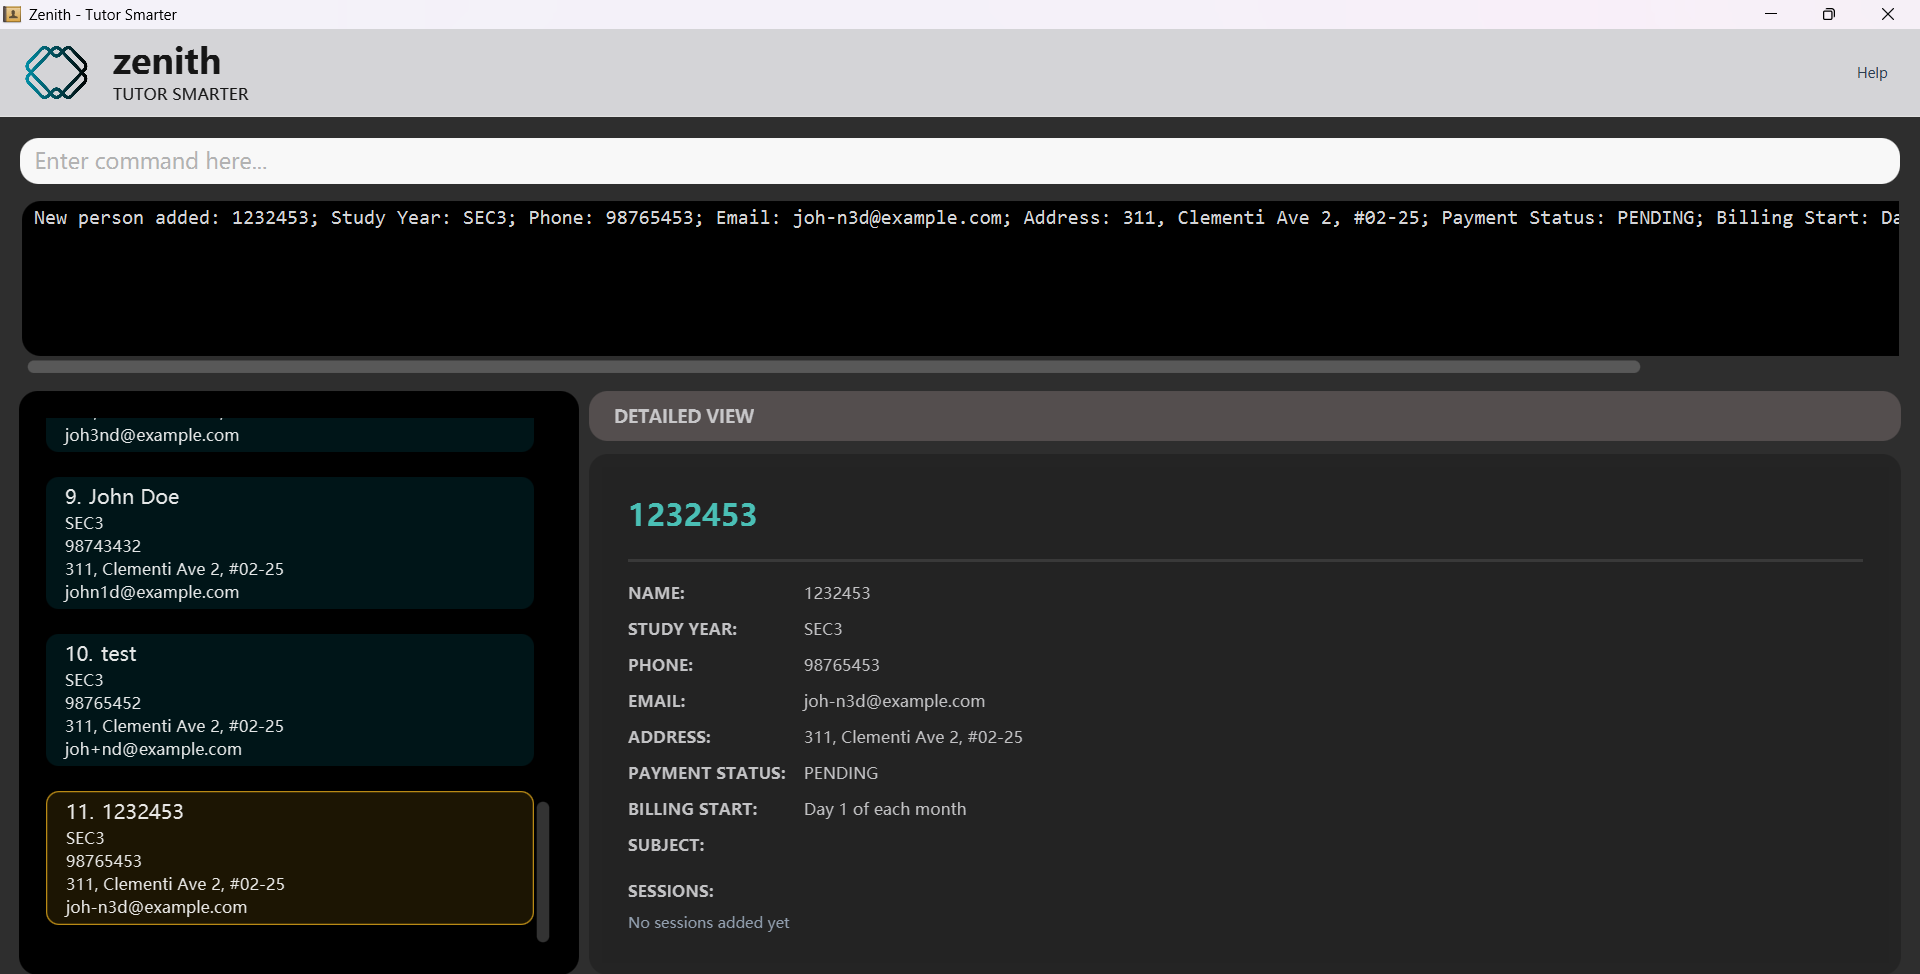 Zenith - Tutor Smarter
zenith
TUTOR SMARTER
Help
Enter command here...
New person added: 1232453; Study Year: SEC3; Phone: 98765453; Email: joh-n3d@example.com; Address: 311, Clementi Ave 2, #02-25; Payment Status: PENDING; Billing Start: Da
joh3nd@example.com
9. John Doe
SEC3
98743432
311, Clementi Ave 2, #02-25
john1d@example.com
10. test
SEC3
98765452
311, Clementi Ave 2, #02-25
joh+nd@example.com
11. 1232453
SEC3
98765453
311, Clementi Ave 2, #02-25
joh-n3d@example.com
DETAILED VIEW
1232453
NAME: 1232453
STUDY YEAR: SEC3
PHONE: 98765453
EMAIL: joh-n3d@example.com
ADDRESS: 311, Clementi Ave 2, #02-25
PAYMENT STATUS: PENDING
BILLING START: Day 1 of each month
SUBJECT:
SESSIONS:
No sessions added yet